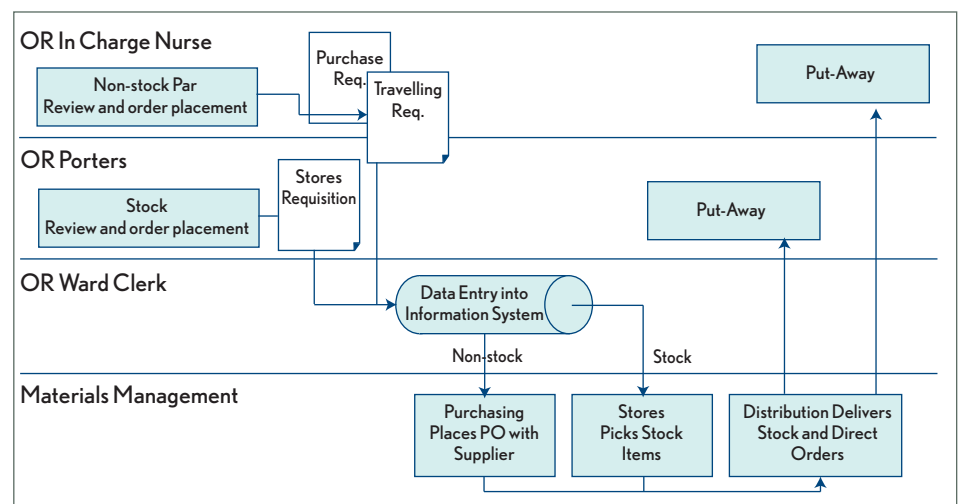 OR In Charge Nurse
Non-stock Par
Review and order placement
Purchase
Req.
Travelling
Req.
Put-Away
OR Porters
Stock
Review and order placement
Stores
Requisition
Put-Away
OR Ward Clerk
Data Entry into
Information System
Non-stock
Stock
Materials Management
Purchasing
Places PO with
Supplier
Stores
Picks Stock
Items
Distribution Delivers
Stock and Direct
Orders